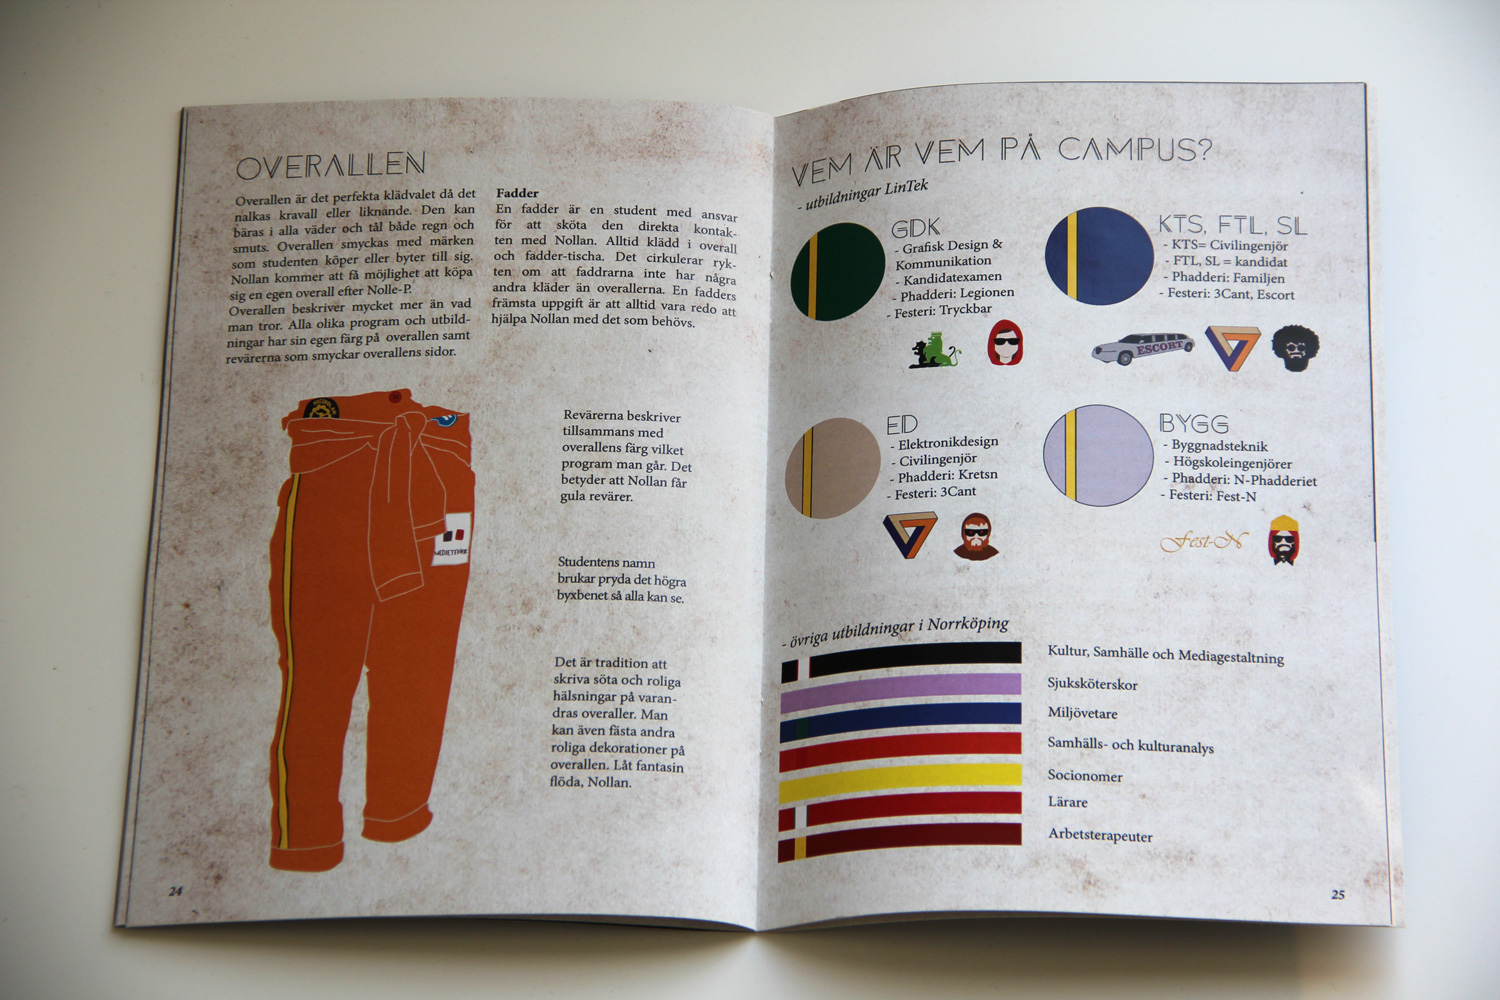 OVERALLEN
Overallen är det perfekta klädvalet då det
nalkas kravall eller liknande. Den kan
bäras i alla väder och tål både regn och
smuts. Overallen smyckas med märken
som studenten köper eller byter till sig.
Nollan kommer att få möjlighet att köpa
sig en egen overall efter Nolle-P.
Overallen beskriver mycket mer än vad
man tror. Alla olika program och utbild-
ningar har sin egen färg på overallen samt
revärerna som smyckar overallens sidor.
Fadder
En fadder är en student med ansvar
för att sköta den direkta kontak-
ten med Nollan. Alltid klädd i overall
och fadder-tischa. Det cirkulerar ryk-
ten om att faddrarna inte har några
andra kläder än overallerna. En fadders
främsta uppgift är att alltid vara redo att
hjälpa Nollan med det som behövs.
MEDIETEKNIK
Revärerna beskriver
tillsammans med
overallens färg vilket
program man går. Det
betyder att Nollan får
gula revärer.
Studentens namn
brukar pryda det högra
byxbenet så alla kan se.
Det är tradition att
skriva söta och roliga
hälsningar på varan-
dras overaller. Man
kan även fästa andra
roliga dekorationer på
overallen. Låt fantasin
flöda, Nollan.
24
VEM ÄR VEM PÅ CAMPUS?
- utbildningar LinTek
GDK
- Grafisk Design &
Kommunikation
- Kandidatexamen
- Phadderi: Legionen
- Festeri: Tryckbar
KTS, FTL, SL
- KTS= Civilingenjör
- FTL, SL = kandidat
- Phadderi: Familjen
- Festeri: 3Cant, Escort
ESCORT
ED
- Elektronikdesign
- Civilingenjör
- Phadderi: Kretsn
- Festeri: 3Cant
BYGG
- Byggnadsteknik
- Högskoleingenjörer
- Phadderi: N-Phadderiet
- Festeri: Fest-N
Fest-N
- övriga utbildningar i Norrköping
Kultur, Samhälle och Mediagestaltning
Sjuksköterskor
Miljövetare
Samhälls- och kulturanalys
Socionomer
Lärare
Arbetsterapeuter
25